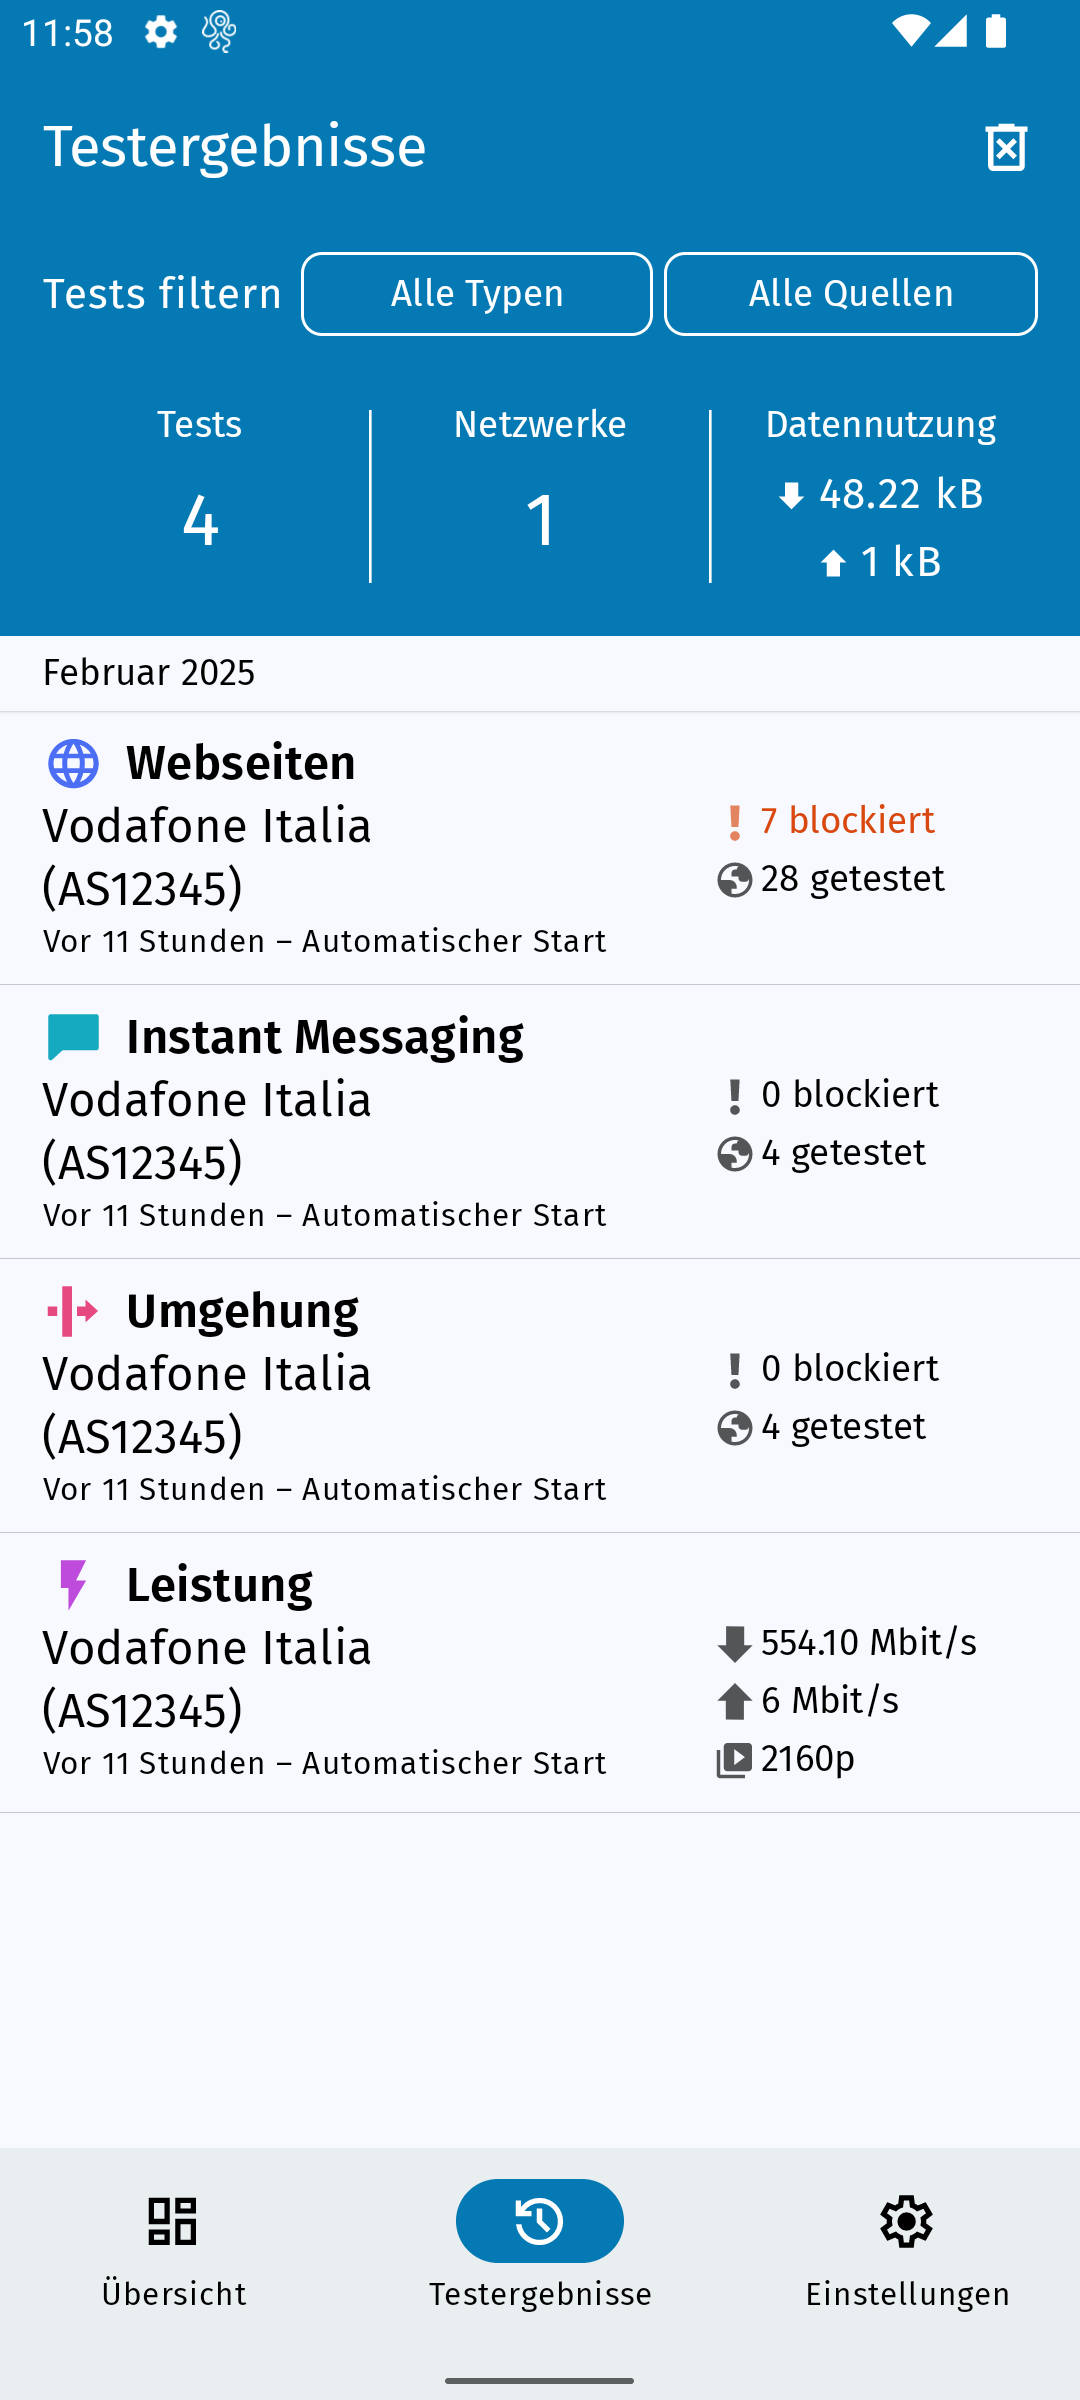 11:58
Testergebnisse
Tests filtern Alle Typen Alle Quellen
Tests Netzwerke Datennutzung
4 1 48.22 kB
1 kB
Februar 2025
Webseiten
Vodafone Italia 7 blockiert
(AS12345) 28 getestet
Vor 11 Stunden – Automatischer Start
Instant Messaging
Vodafone Italia 0 blockiert
(AS12345) 4 getestet
Vor 11 Stunden – Automatischer Start
Umgehung
Vodafone Italia 0 blockiert
(AS12345) 4 getestet
Vor 11 Stunden – Automatischer Start
Leistung
Vodafone Italia 554.10 Mbit/s
(AS12345) 6 Mbit/s
Vor 11 Stunden – Automatischer Start 2160p
Übersicht Testergebnisse Einstellungen